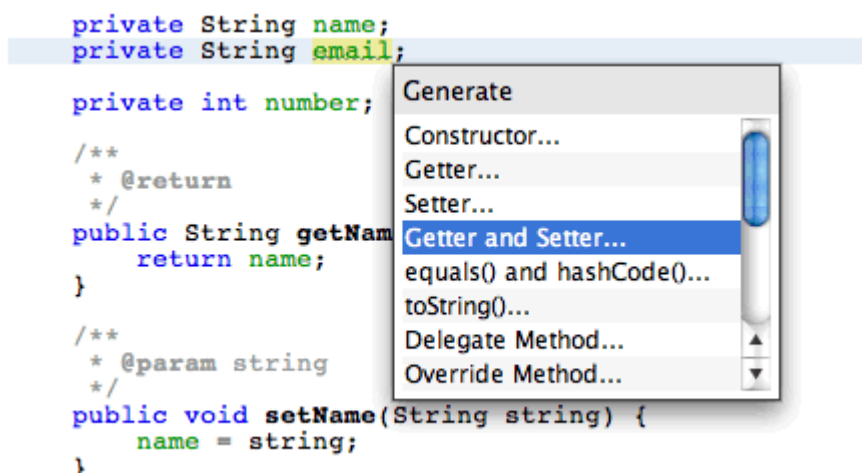 private String name;
private String email;
private int number;
/**
* @return
*/
public String getNam
return name;
}
/**
* @param string
*/
public void setName(String string) {
name = string;
}
Generate
Constructor...
Getter...
Setter...
Getter and Setter...
equals() and hashCode()...
toString()...
Delegate Method...
Override Method...